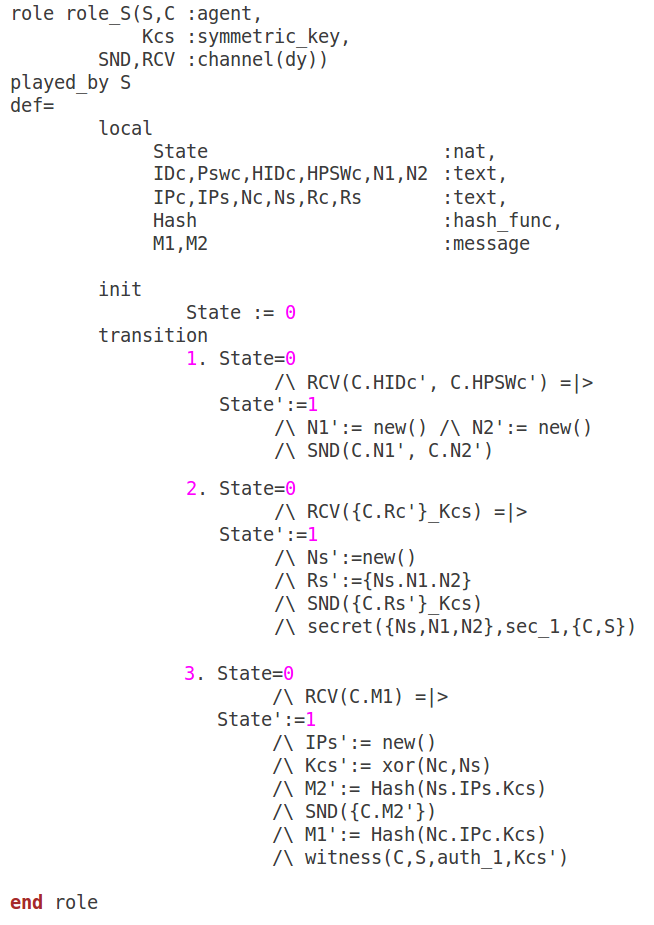 role role_S(S,C :agent,
            Kcs :symmetric_key,
        SND,RCV :channel(dy))
played_by S
def=
        local
             State                     :nat,
             IDc,Pswc,HIDc,HPSWc,N1,N2 :text,
             IPc,IPs,Nc,Ns,Rc,Rs       :text,
             Hash                      :hash_func,
             M1,M2                     :message
        init
                State := 0
        transition
                1. State=0
                        /\ RCV(C.HIDc', C.HPSWc') =|>
                   State':=1
                        /\ N1':= new() /\ N2':= new()
                        /\ SND(C.N1', C.N2')
                2. State=0
                        /\ RCV({C.Rc'}_Kcs) =|>
                   State':=1
                        /\ Ns':=new()
                        /\ Rs':={Ns.N1.N2}
                        /\ SND({C.Rs'}_Kcs)
                        /\ secret({Ns,N1,N2},sec_1,{C,S})
                3. State=0
                        /\ RCV(C.M1) =|>
                   State':=1
                        /\ IPs':= new()
                        /\ Kcs':= xor(Nc,Ns)
                        /\ M2':= Hash(Ns.IPs.Kcs)
                        /\ SND({C.M2'})
                        /\ M1':= Hash(Nc.IPc.Kcs)
                        /\ witness(C,S,auth_1,Kcs')
end role